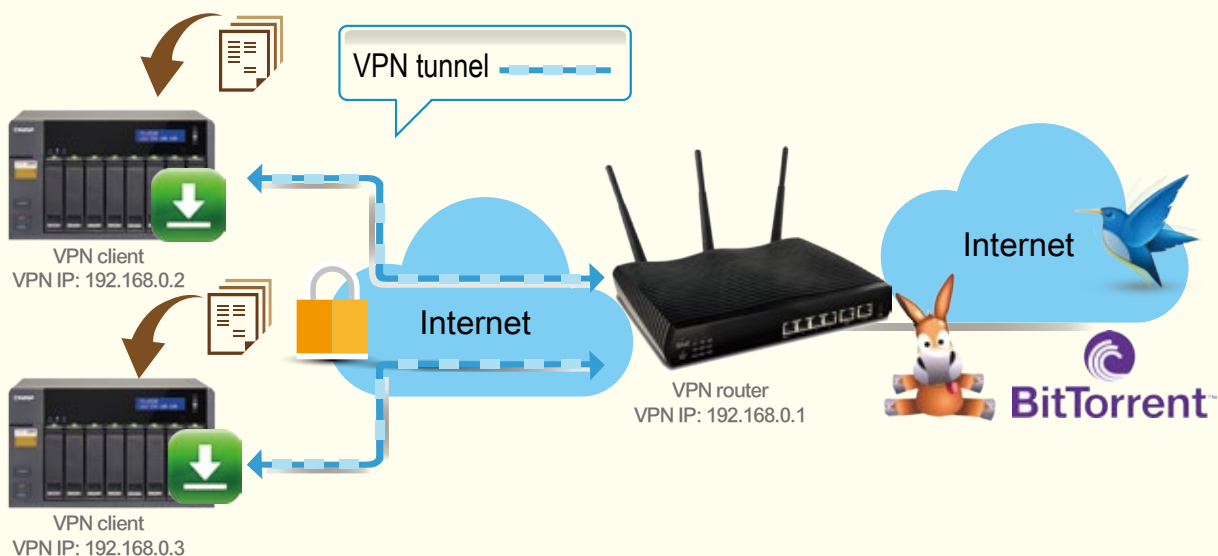 VPN tunnel
VPN client
VPN IP: 192.168.0.2
Internet
Internet
VPN router
VPN IP: 192.168.0.1
BitTorrent
VPN client
VPN IP: 192.168.0.3